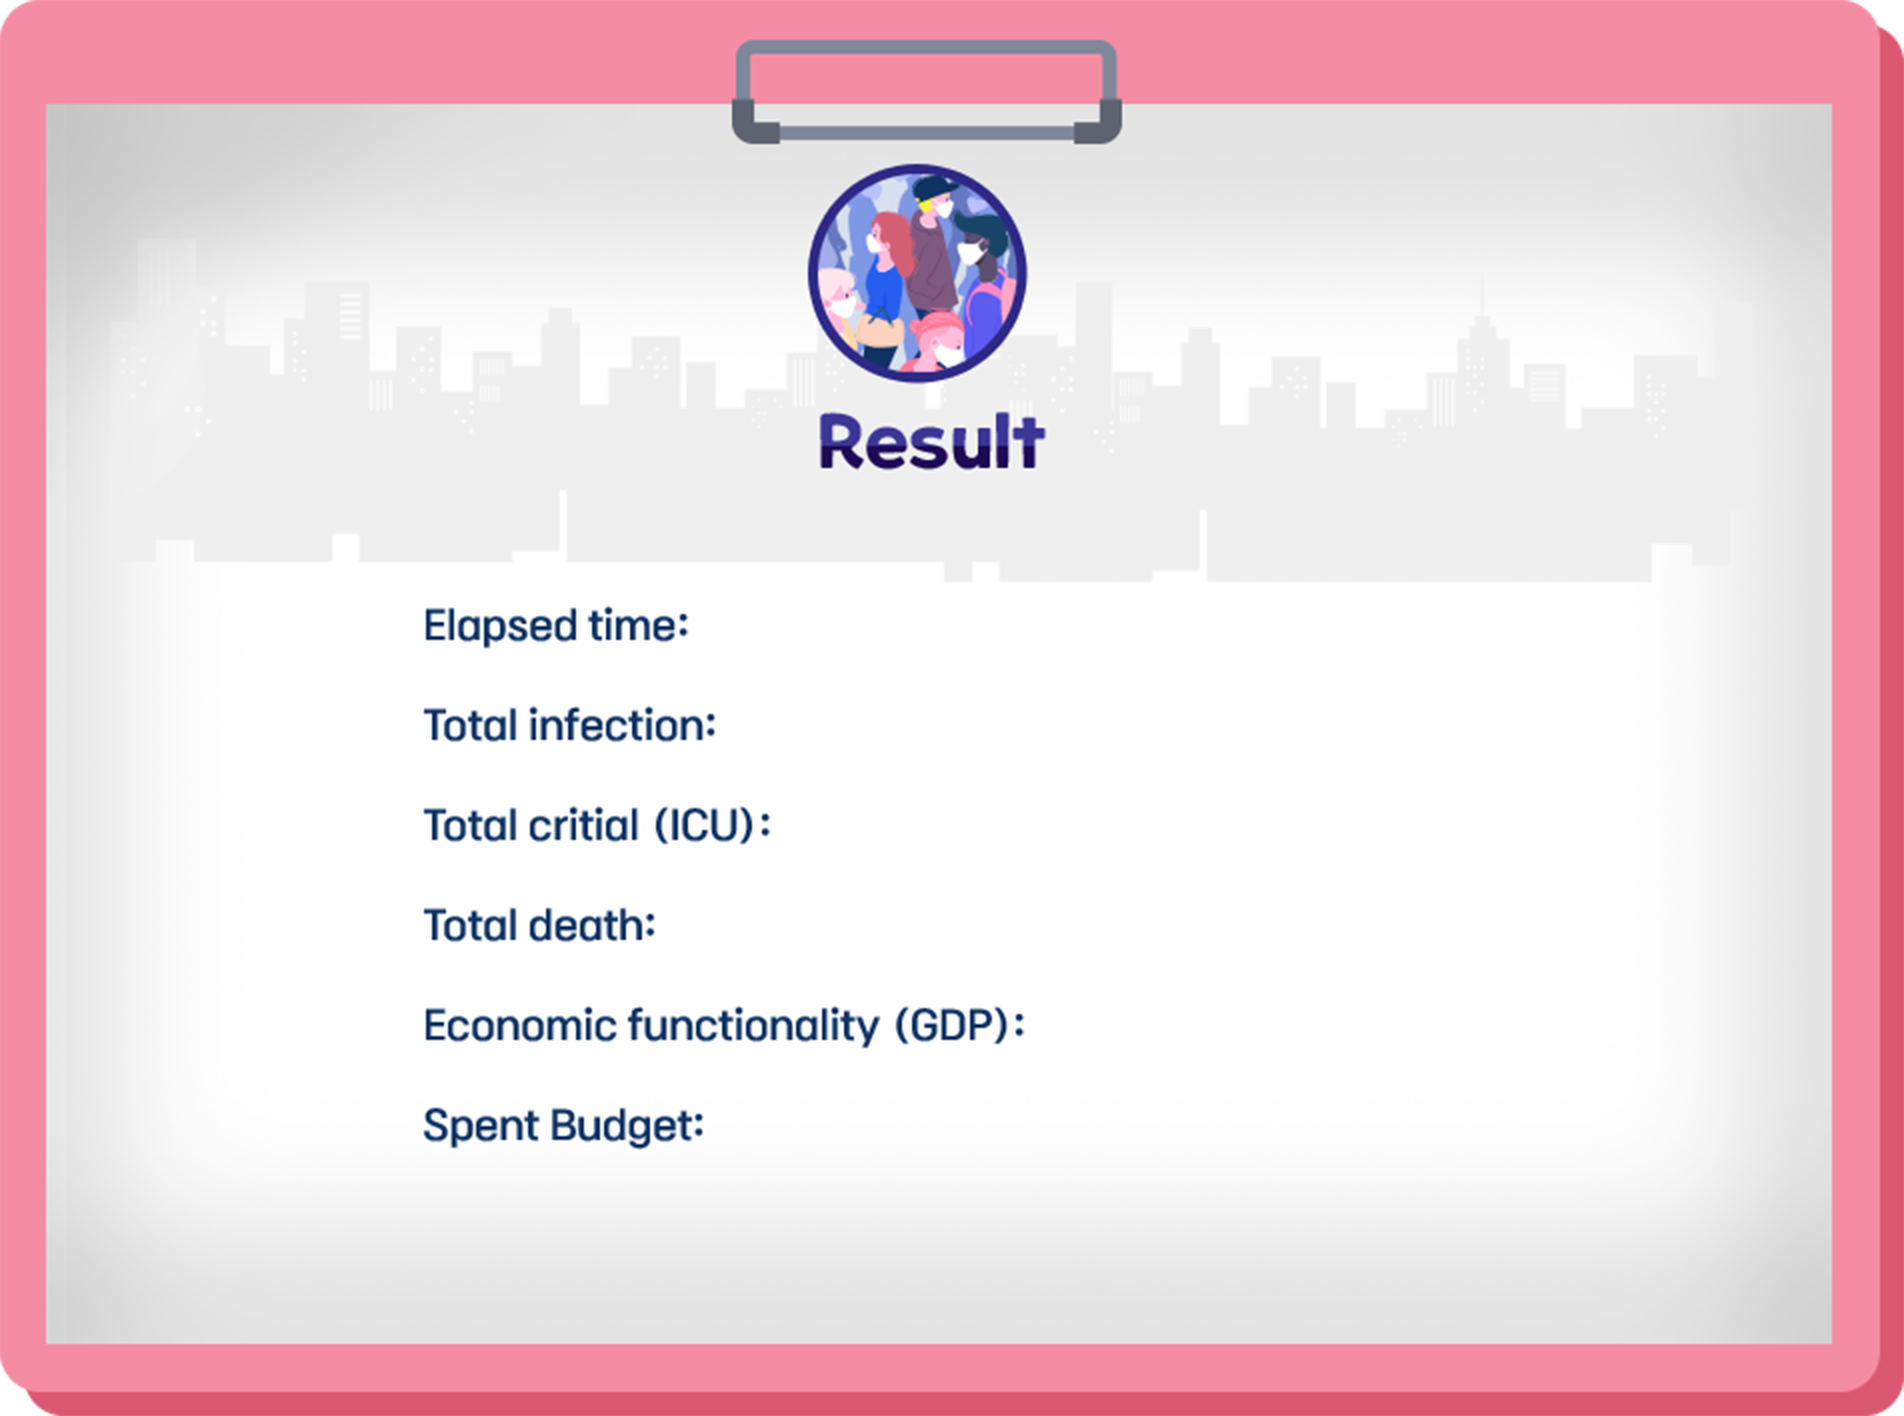 Result
Elapsed time:
Total infection:
Total critial (ICU):
Total death:
Economic functionality (GDP):
Spent Budget: